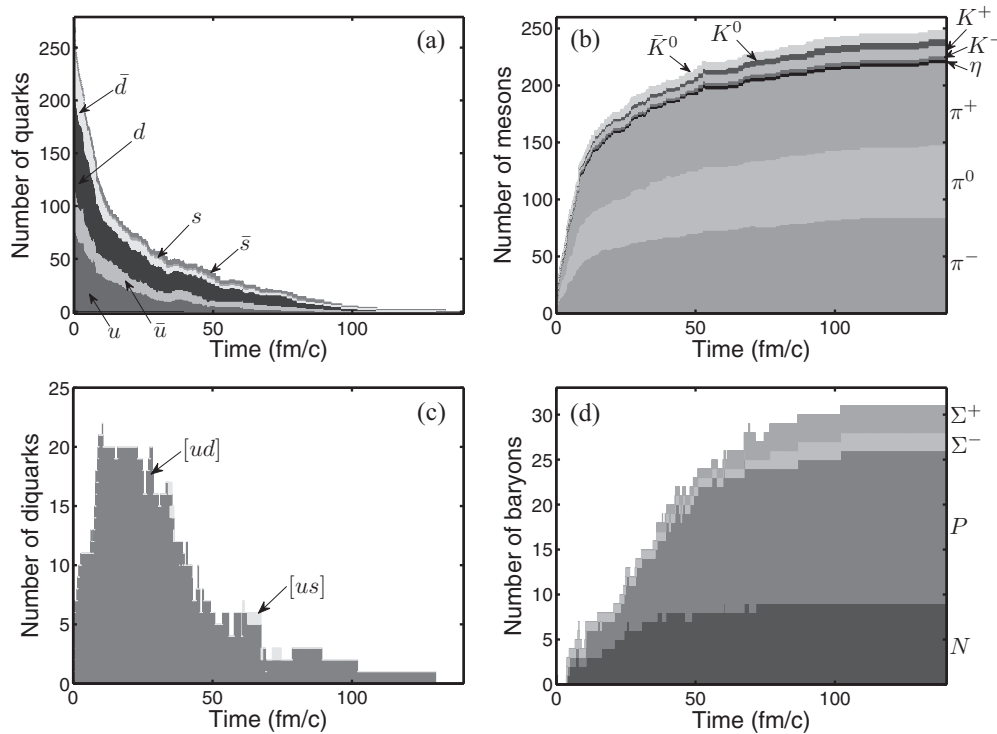 (a)
250
200
150
100
50
0
Number of quarks
d̄
d
s
s̄
u
ū
0 50 100
Time (fm/c)
(b)
250
200
150
100
50
0
Number of mesons
K̄⁰
K⁰
K⁺
K⁻
η
π⁺
π⁰
π⁻
0 50 100
Time (fm/c)
(c)
25
20
15
10
5
0
Number of diquarks
[ud]
[us]
0 50 100
Time (fm/c)
(d)
30
25
20
15
10
5
0
Number of baryons
Σ⁺
Σ⁻
P
N
0 50 100
Time (fm/c)